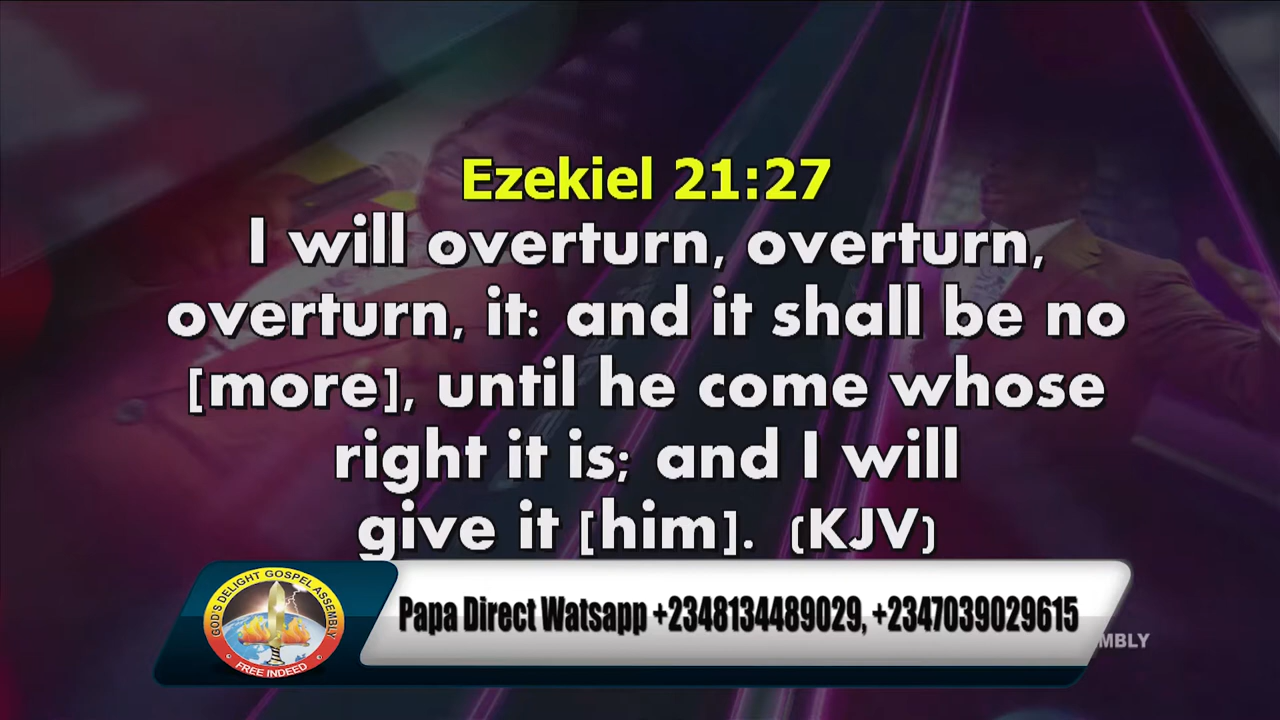 Ezekiel 21:27
I will overturn, overturn,
overturn, it: and it shall be no
[more], until he come whose
right it is; and I will
give it [him]. (KJV)
GOD'S DELIGHT GOSPEL ASSEMBLY
FREE INDEED
Papa Direct Watsapp +2348134489029, +2347039029615
MBLY